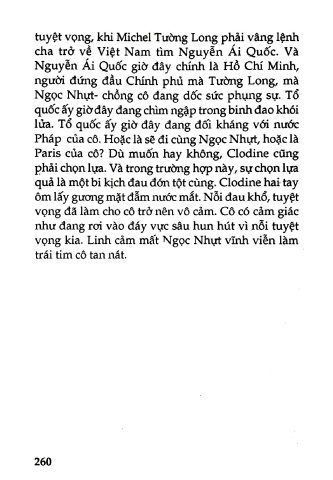 tuyệt vọng, khi Michel Tường Long phải vâng lệnh
cha trở về Việt Nam tìm Nguyễn Ái Quốc. Và
Nguyễn Ái Quốc giờ đây chính là Hồ Chí Minh,
người đứng đầu Chính phủ mà Tường Long, mà
Ngọc Nhựt- chồng cô đang dốc sức phụng sự. Tổ
quốc ấy giờ đây đang chìm ngập trong binh đao khói
lửa. Tổ quốc ấy giờ đây đang đối kháng với nước
Pháp của cô. Hoặc là sẽ đi cùng Ngọc Nhựt, hoặc là
Paris của cô? Dù muốn hay không, Clodine cũng
phải chọn lựa. Và trong trường hợp này, sự chọn lựa
quả là một bi kịch đau đớn tột cùng. Clodine hai tay
ôm lấy gương mặt đẫm nước mắt. Nỗi đau khổ, tuyệt
vọng đã làm cho cô trở nên vô cảm. Cô có cảm giác
như đang rơi vào đáy vực sâu hun hút vì nỗi tuyệt
vọng kia. Linh cảm mất Ngọc Nhựt vĩnh viễn làm
trái tim cô tan nát.
260